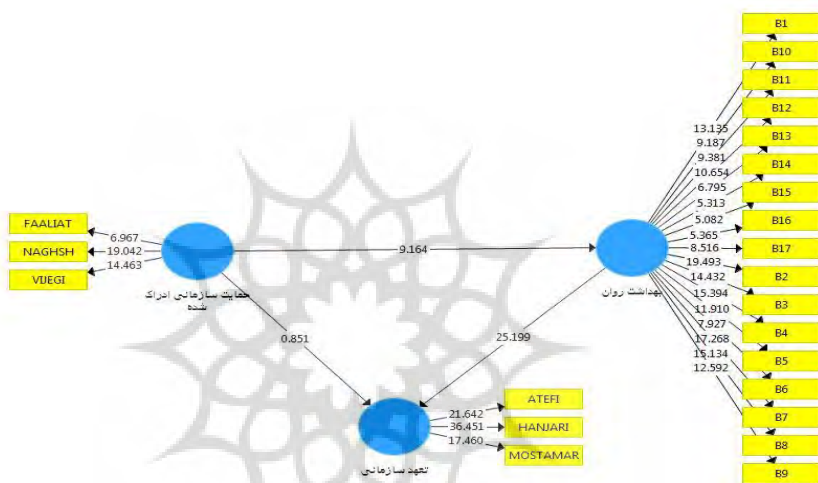 B1
B10
B11
B12
B13
B14
B15
B16
B17
B2
B3
B4
B5
B6
B7
B8
B9
13.135
9.187
9.381
10.654
6.795
5.313
5.082
5.365
8.516
19.493
14.432
15.394
11.910
7.927
17.268
15.134
12.592
FAALIAT
NAGHSH
VIJEGI
6.967
19.042
14.463
حمایت سازمانی ادراک
شده
9.164
بهداشت روان
0.851
25.199
ATEFI
HANJARI
MOSTAMAR
21.642
36.451
17.460
تعهد سازمانی